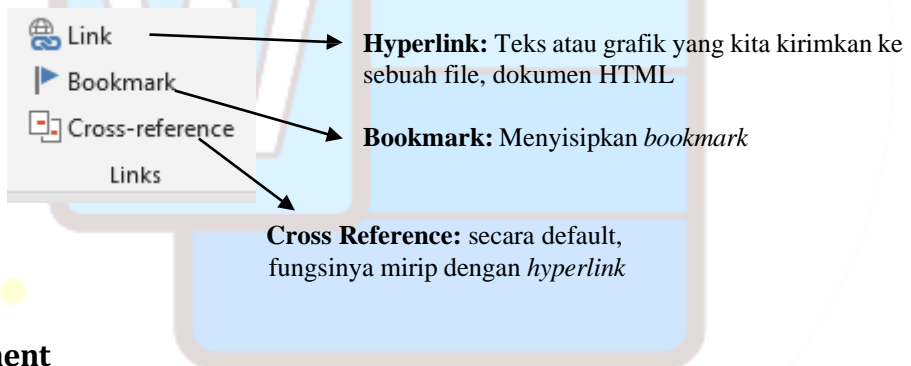 Link
Bookmark
Cross-reference
Links
Hyperlink: Teks atau grafik yang kita kirimkan ke
sebuah file, dokumen HTML
Bookmark: Menyisipkan bookmark
Cross Reference: secara default,
fungsinya mirip dengan hyperlink
ment